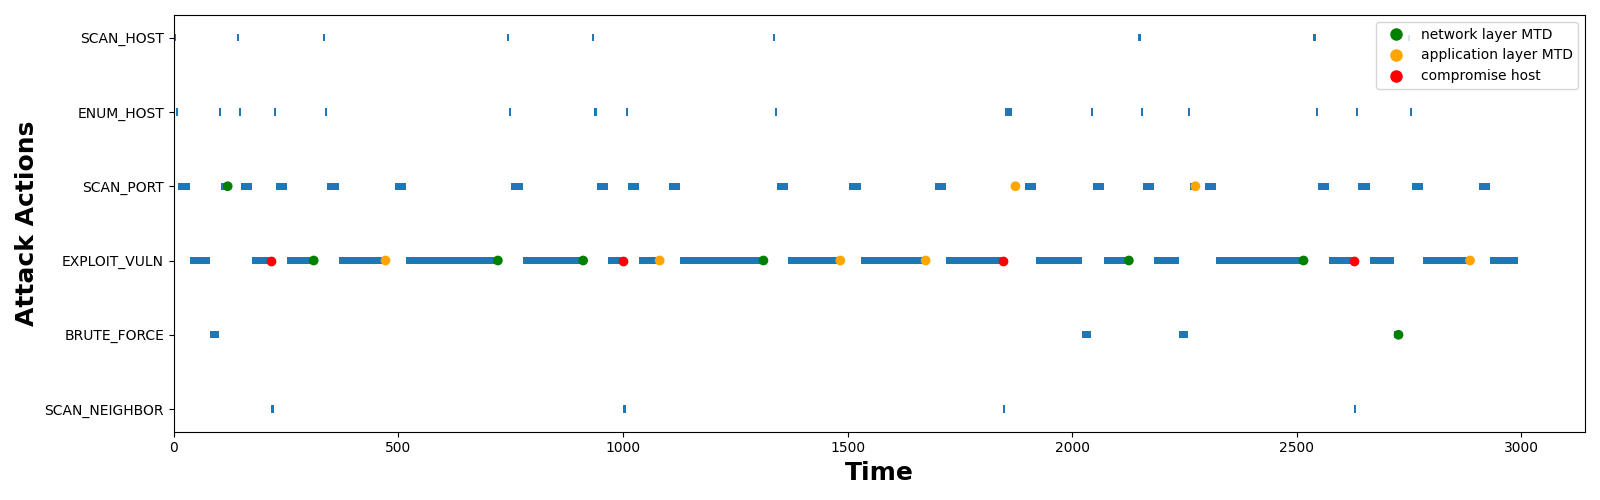 Attack Actions
SCAN_HOST
ENUM_HOST
SCAN_PORT
EXPLOIT_VULN
BRUTE_FORCE
SCAN_NEIGHBOR
network layer MTD
application layer MTD
compromise host
0 500 1000 1500 2000 2500 3000
Time